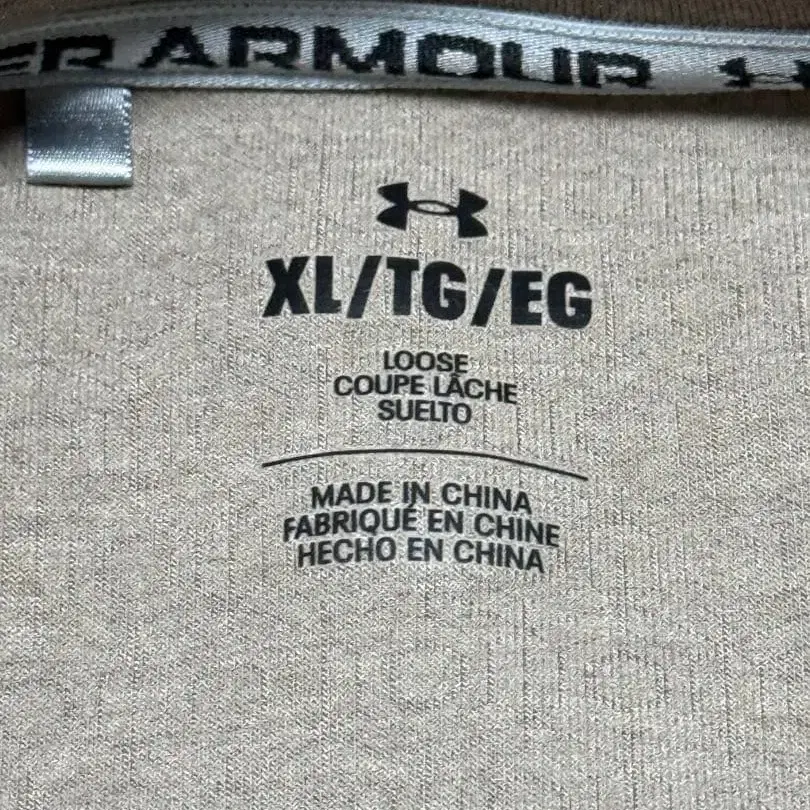 ER ARMOUR
XL/TG/EG
LOOSE
COUPE LÂCHE
SUELTO
MADE IN CHINA
FABRIQUÉ EN CHINE
HECHO EN CHINA